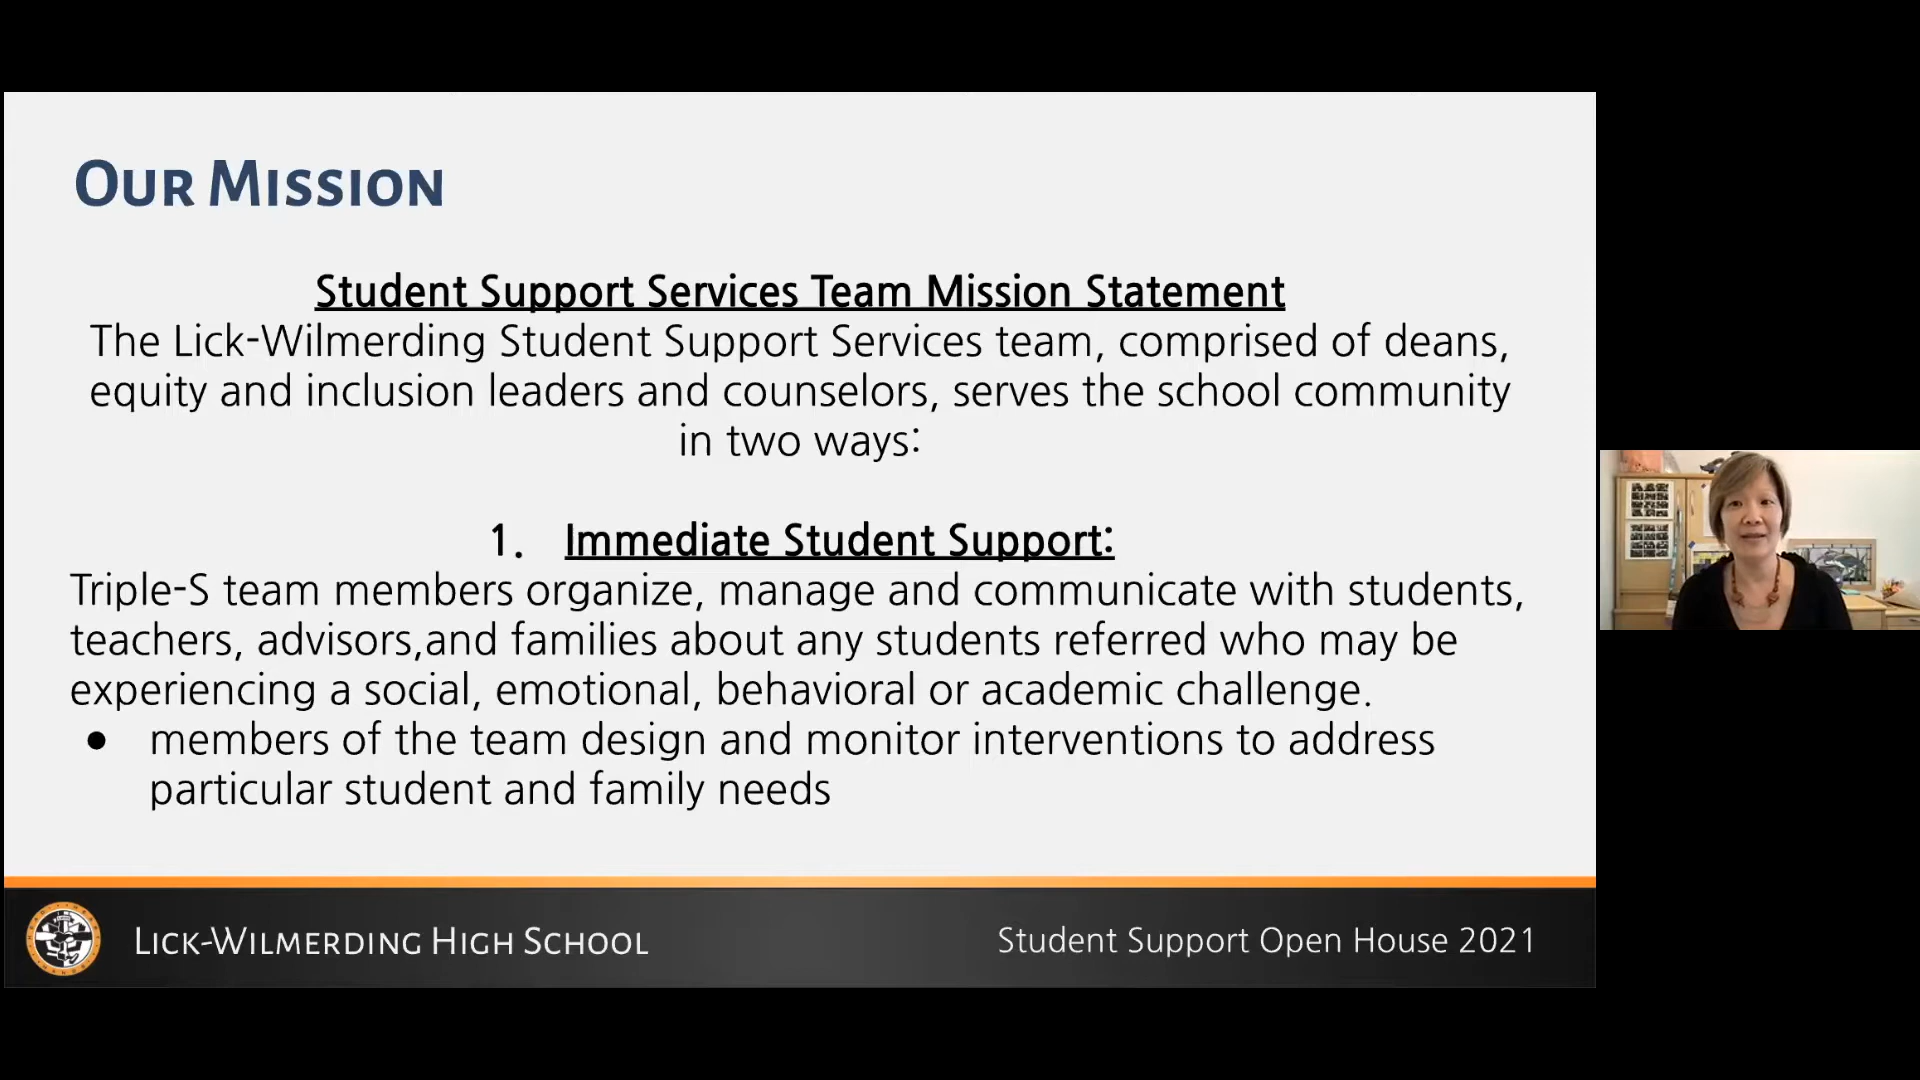 Our Mission
Student Support Services Team Mission Statement
The Lick-Wilmerding Student Support Services team, comprised of deans,
equity and inclusion leaders and counselors, serves the school community
in two ways:
1. Immediate Student Support:
Triple-S team members organize, manage and communicate with students,
teachers, advisors,and families about any students referred who may be
experiencing a social, emotional, behavioral or academic challenge.
● members of the team design and monitor interventions to address
particular student and family needs
Lick-Wilmerding High School
Student Support Open House 2021